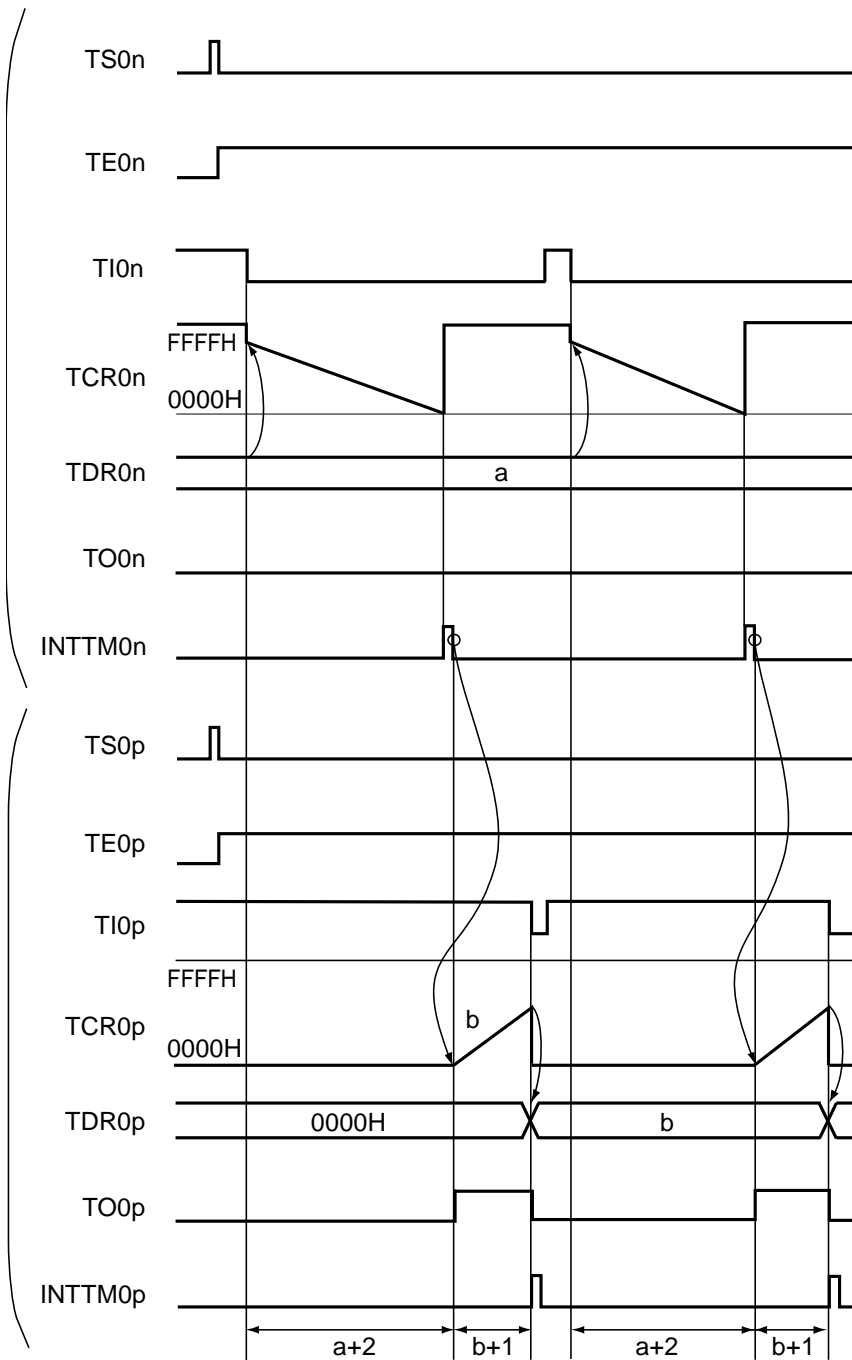 TS0n
TE0n
TI0n
FFFFH
TCR0n
0000H
TDR0n
a
TO0n
INTTM0n
TS0p
TE0p
TI0p
FFFFH
TCR0p
b
0000H
TDR0p
0000H
b
TO0p
INTTM0p
a+2
b+1
a+2
b+1